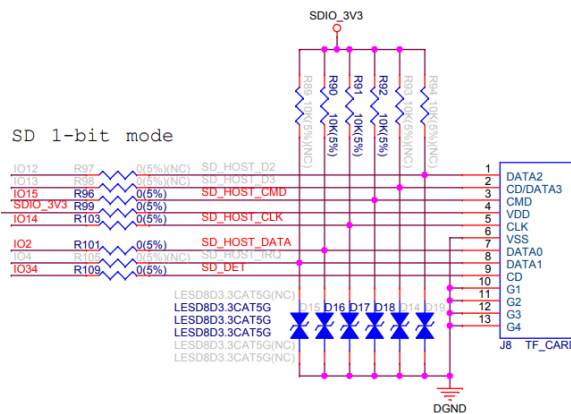 SDIO_3V3
R89 10K(5%)(NC)
R90 10K(5%)
R91 10K(5%)
R92 10K(5%)
R93 10K(5%)(NC)
R94 10K(5%)(NC)
SD 1-bit mode
IO12 R97 0(5%)(NC) SD_HOST_D2 1 DATA2
IO13 R98 0(5%)(NC) SD_HOST_D3 2 CD/DATA3
IO15 R96 0(5%) SD_HOST_CMD 3 CMD
SDIO_3V3 R99 0(5%) 4 VDD
IO14 R103 0(5%) SD_HOST_CLK 5 CLK
6 VSS
IO2 R101 0(5%) SD_HOST_DATA 7 DATA0
IO4 R105 0(5%)(NC) SD_HOST_IRQ 8 DATA1
IO34 R109 0(5%) SD_DET 9 CD
10 G1
11 G2
12 G3
13 G4
LESD8D3.3CAT5G(NC) D15 D16 D17 D18 D14 D19
LESD8D3.3CAT5G
LESD8D3.3CAT5G
LESD8D3.3CAT5G
LESD8D3.3CAT5G(NC)
LESD8D3.3CAT5G(NC)
J8 TF_CARD
DGND